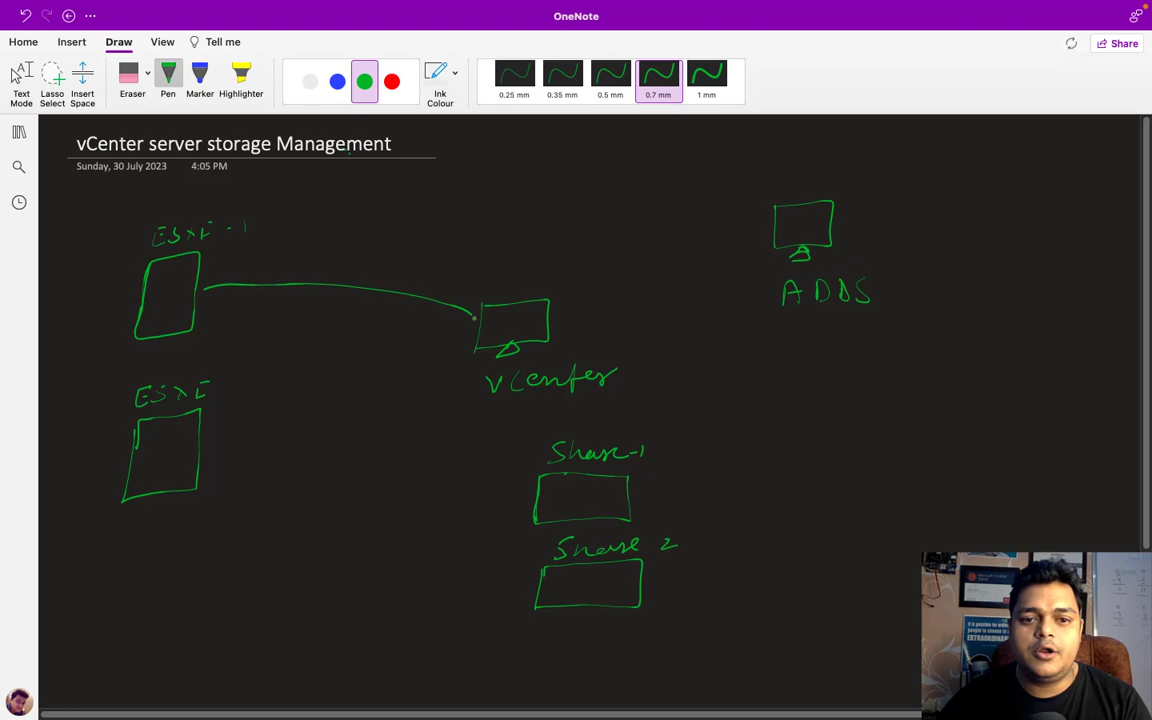 OneNote
Home Insert Draw View Tell me
Share
Text Mode
Lasso Select
Insert Space
Eraser
Pen
Marker
Highlighter
Ink Colour
0.25 mm
0.35 mm
0.5 mm
0.7 mm
1 mm
vCenter server storage Management
Sunday, 30 July 2023 4:05 PM
ESXI - 1
ADDS
vCenter
ESXI
Share-1
Share 2
EXTRAORDINARY